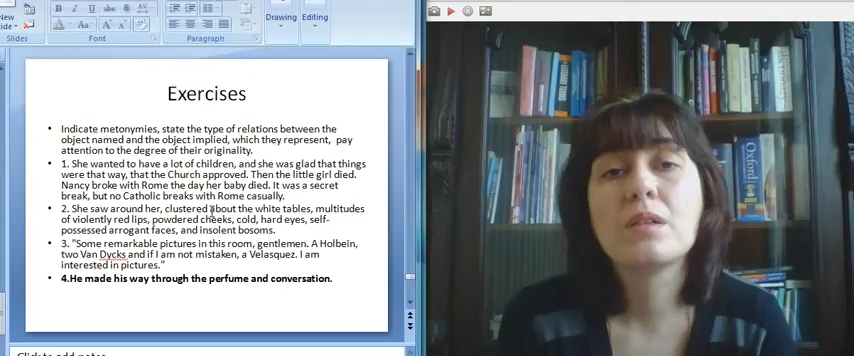 New
Slide
Slides
B I U abc S AV
Aa A A A
Font
Paragraph
Drawing
Editing
Exercises
• Indicate metonymies, state the type of relations between the
object named and the object implied, which they represent, pay
attention to the degree of their originality.
• 1. She wanted to have a lot of children, and she was glad that things
were that way, that the Church approved. Then the little girl died.
Nancy broke with Rome the day her baby died. It was a secret
break, but no Catholic breaks with Rome casually.
• 2. She saw around her, clustered about the white tables, multitudes
of violently red lips, powdered cheeks, cold, hard eyes, self-
possessed arrogant faces, and insolent bosoms.
• 3. "Some remarkable pictures in this room, gentlemen. A Holbein,
two Van Dycks and if I am not mistaken, a Velasquez. I am
interested in pictures."
• 4.He made his way through the perfume and conversation.
Click to add notes
Oxford